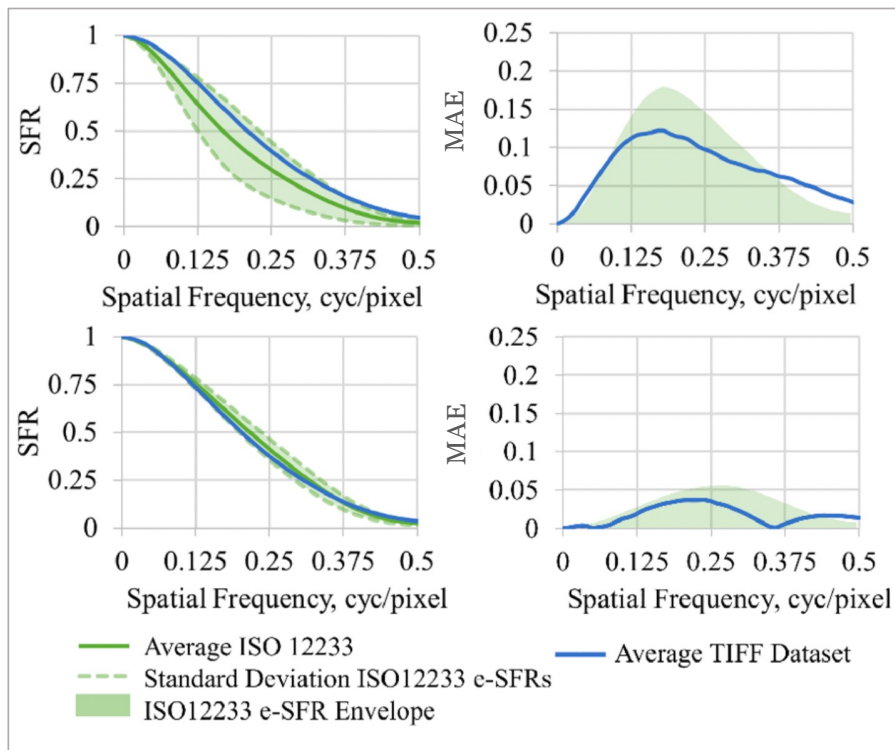 1
0.75
0.5
0.25
0
SFR
0 0.125 0.25 0.375 0.5
Spatial Frequency, cyc/pixel
0.25
0.2
0.15
0.1
0.05
0
MAE
0 0.125 0.25 0.375 0.5
Spatial Frequency, cyc/pixel
1
0.75
0.5
0.25
0
SFR
0 0.125 0.25 0.375 0.5
Spatial Frequency, cyc/pixel
0.25
0.2
0.15
0.1
0.05
0
MAE
0 0.125 0.25 0.375 0.5
Spatial Frequency, cyc/pixel
Average ISO 12233
Standard Deviation ISO12233 e-SFRs
ISO12233 e-SFR Envelope
Average TIFF Dataset